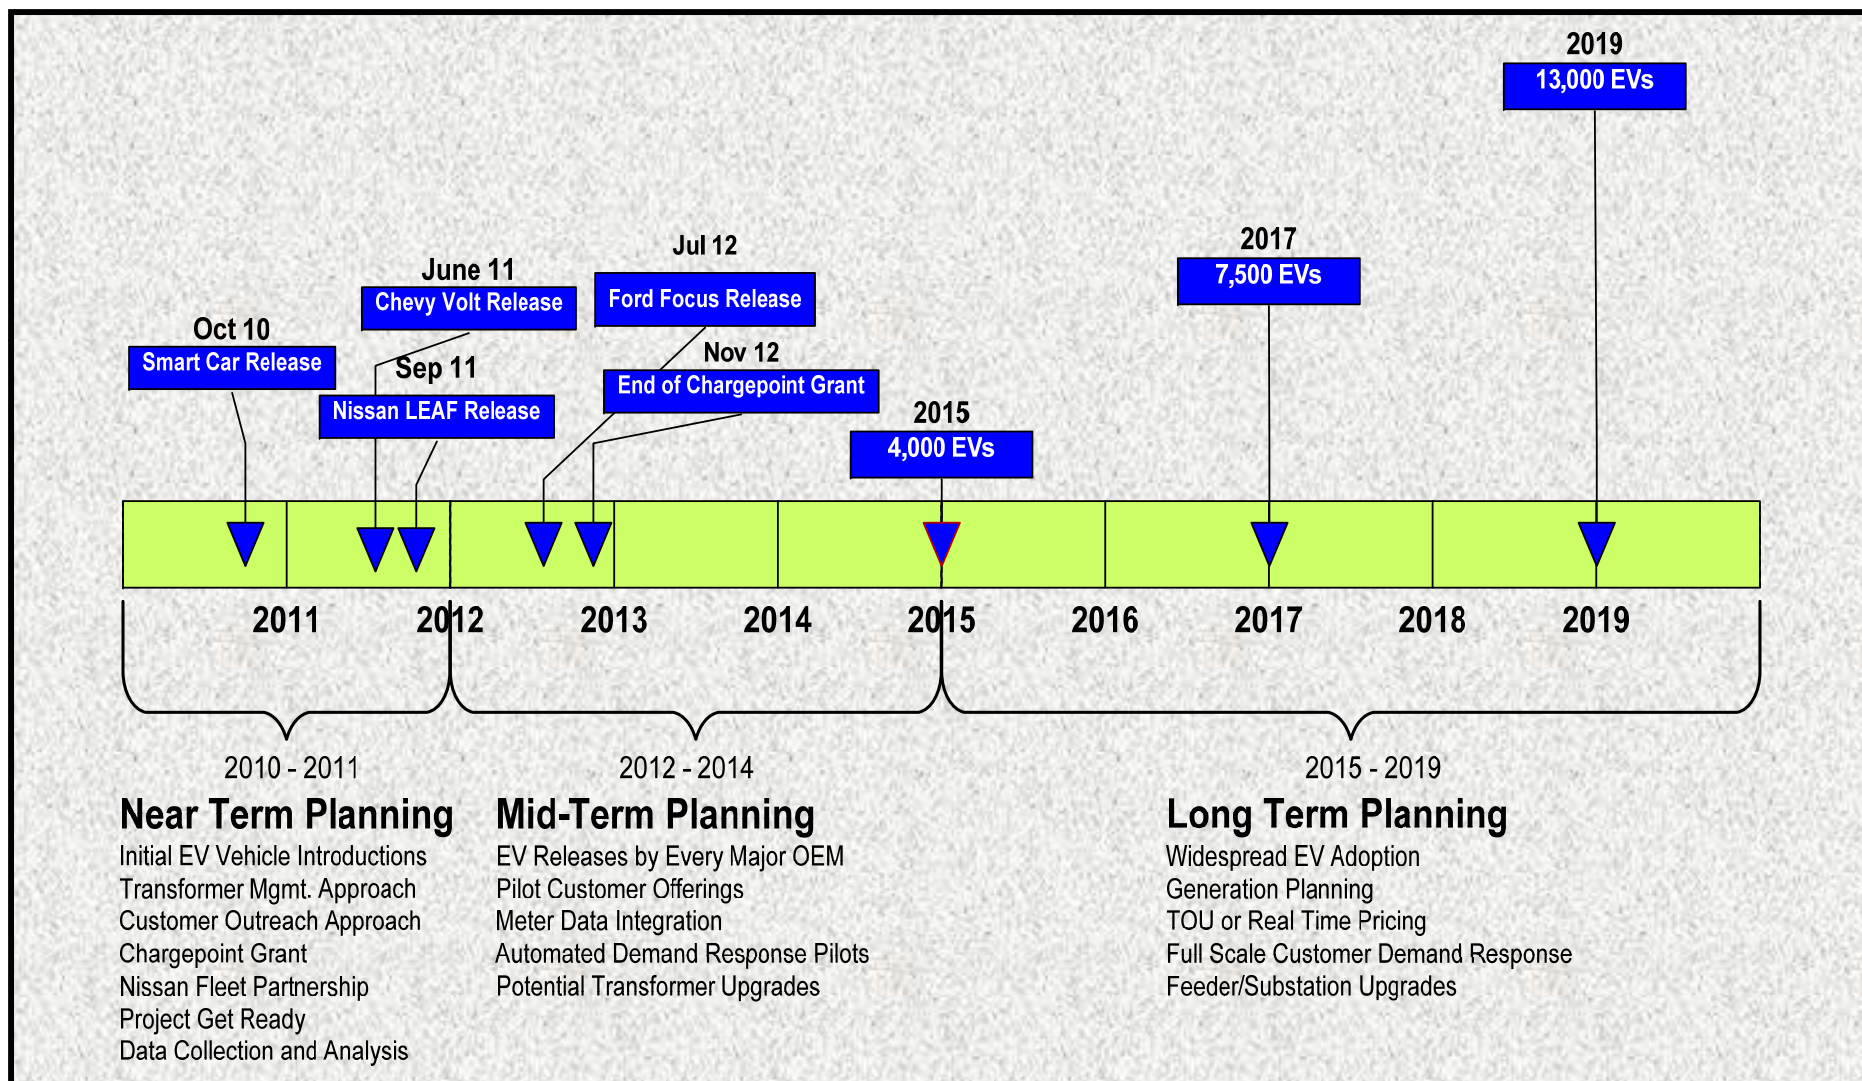 2019
13,000 EVs
2017
7,500 EVs
Jul 12
Ford Focus Release
June 11
Chevy Volt Release
Oct 10
Smart Car Release
Sep 11
Nissan LEAF Release
Nov 12
End of Chargepoint Grant
2015
4,000 EVs
2011 2012 2013 2014 2015 2016 2017 2018 2019
2010 - 2011
Near Term Planning
Initial EV Vehicle Introductions
Transformer Mgmt. Approach
Customer Outreach Approach
Chargepoint Grant
Nissan Fleet Partnership
Project Get Ready
Data Collection and Analysis
2012 - 2014
Mid-Term Planning
EV Releases by Every Major OEM
Pilot Customer Offerings
Meter Data Integration
Automated Demand Response Pilots
Potential Transformer Upgrades
2015 - 2019
Long Term Planning
Widespread EV Adoption
Generation Planning
TOU or Real Time Pricing
Full Scale Customer Demand Response
Feeder/Substation Upgrades